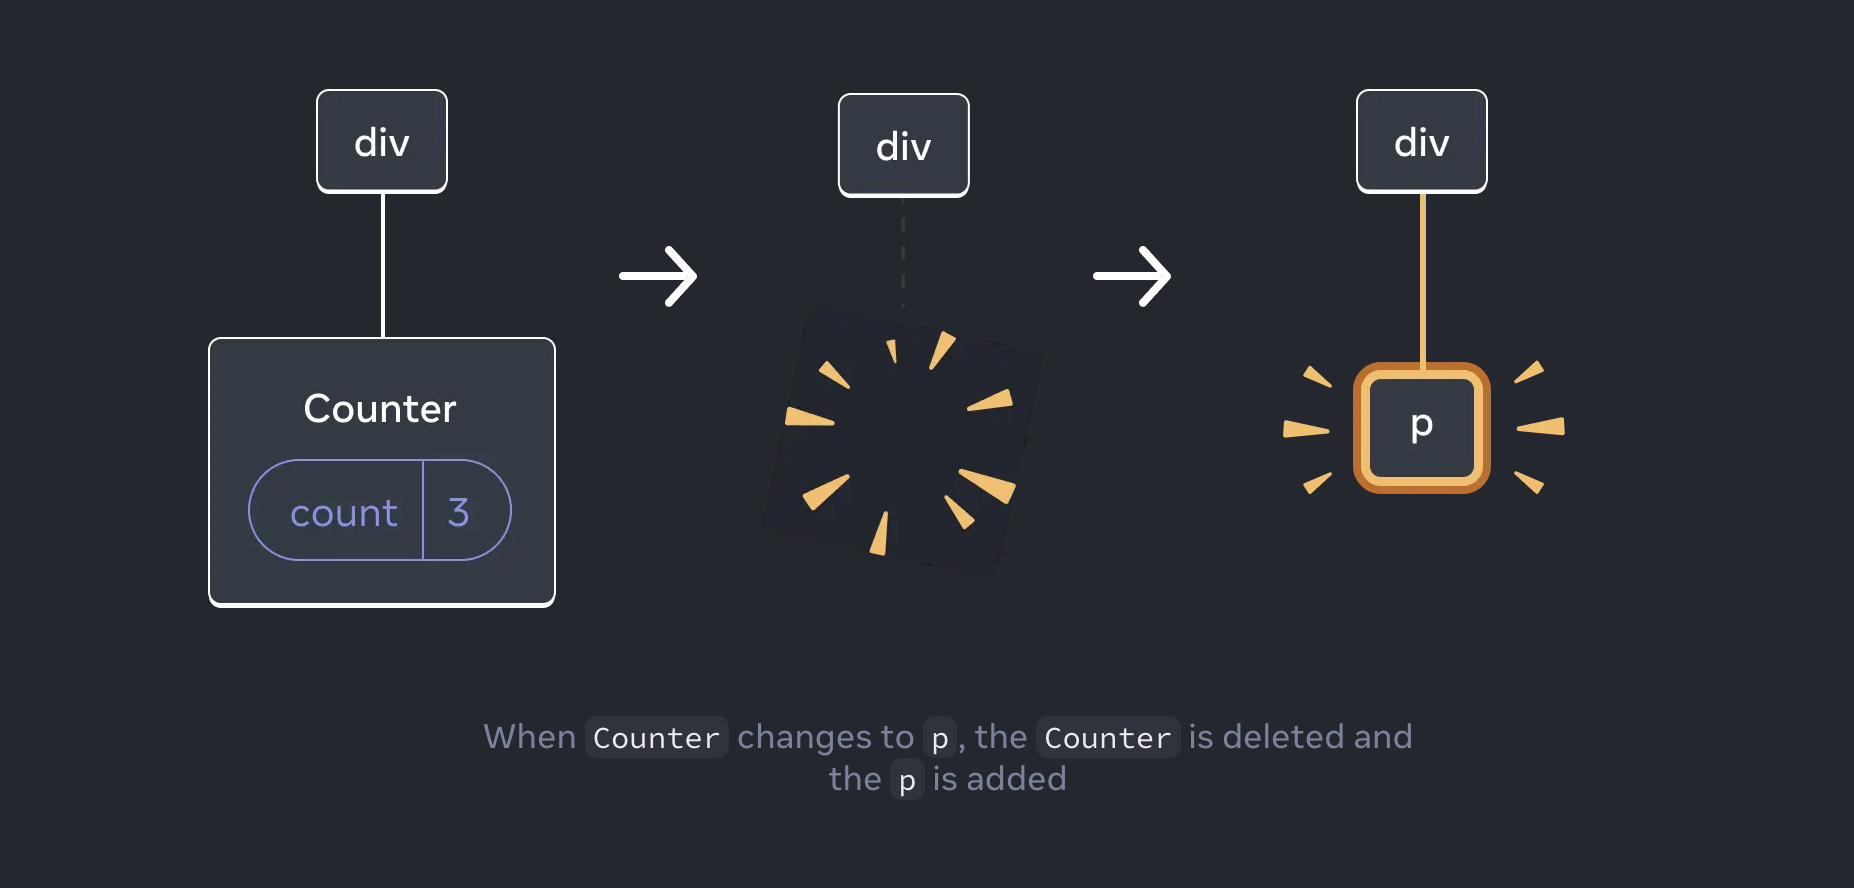 div
div
div
Counter
count 3
p
When Counter changes to p, the Counter is deleted and
the p is added